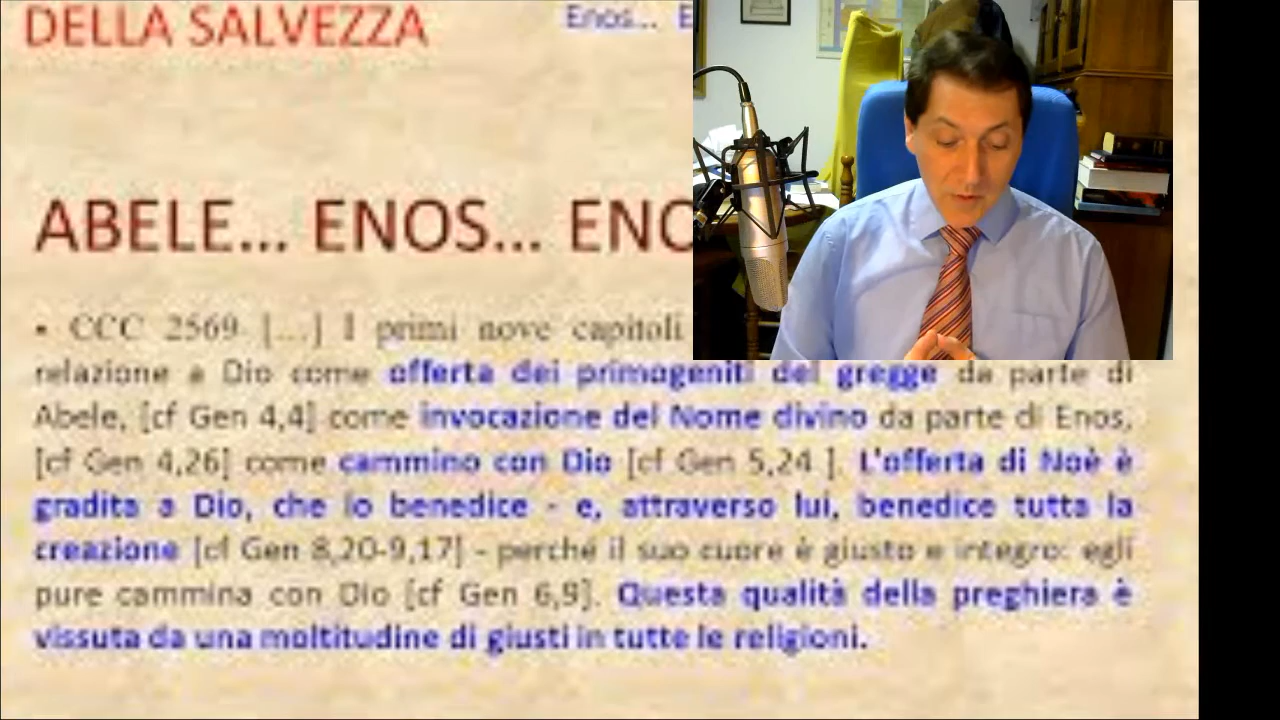 DELLA SALVEZZA
Enos... E
ABELE... ENOS... ENO
• CCC 2569 [...] I primi nove capitoli
relazione a Dio come offerta dei primogeniti del gregge da parte di
Abele, [cf Gen 4,4] come invocazione del Nome divino da parte di Enos,
[cf Gen 4,26] come cammino con Dio [cf Gen 5,24 ]. L'offerta di Noè è
gradita a Dio, che lo benedice - e, attraverso lui, benedice tutta la
creazione [cf Gen 8,20-9,17] - perché il suo cuore è giusto e integro: egli
pure cammina con Dio [cf Gen 6,9]. Questa qualità della preghiera è
vissuta da una moltitudine di giusti in tutte le religioni.